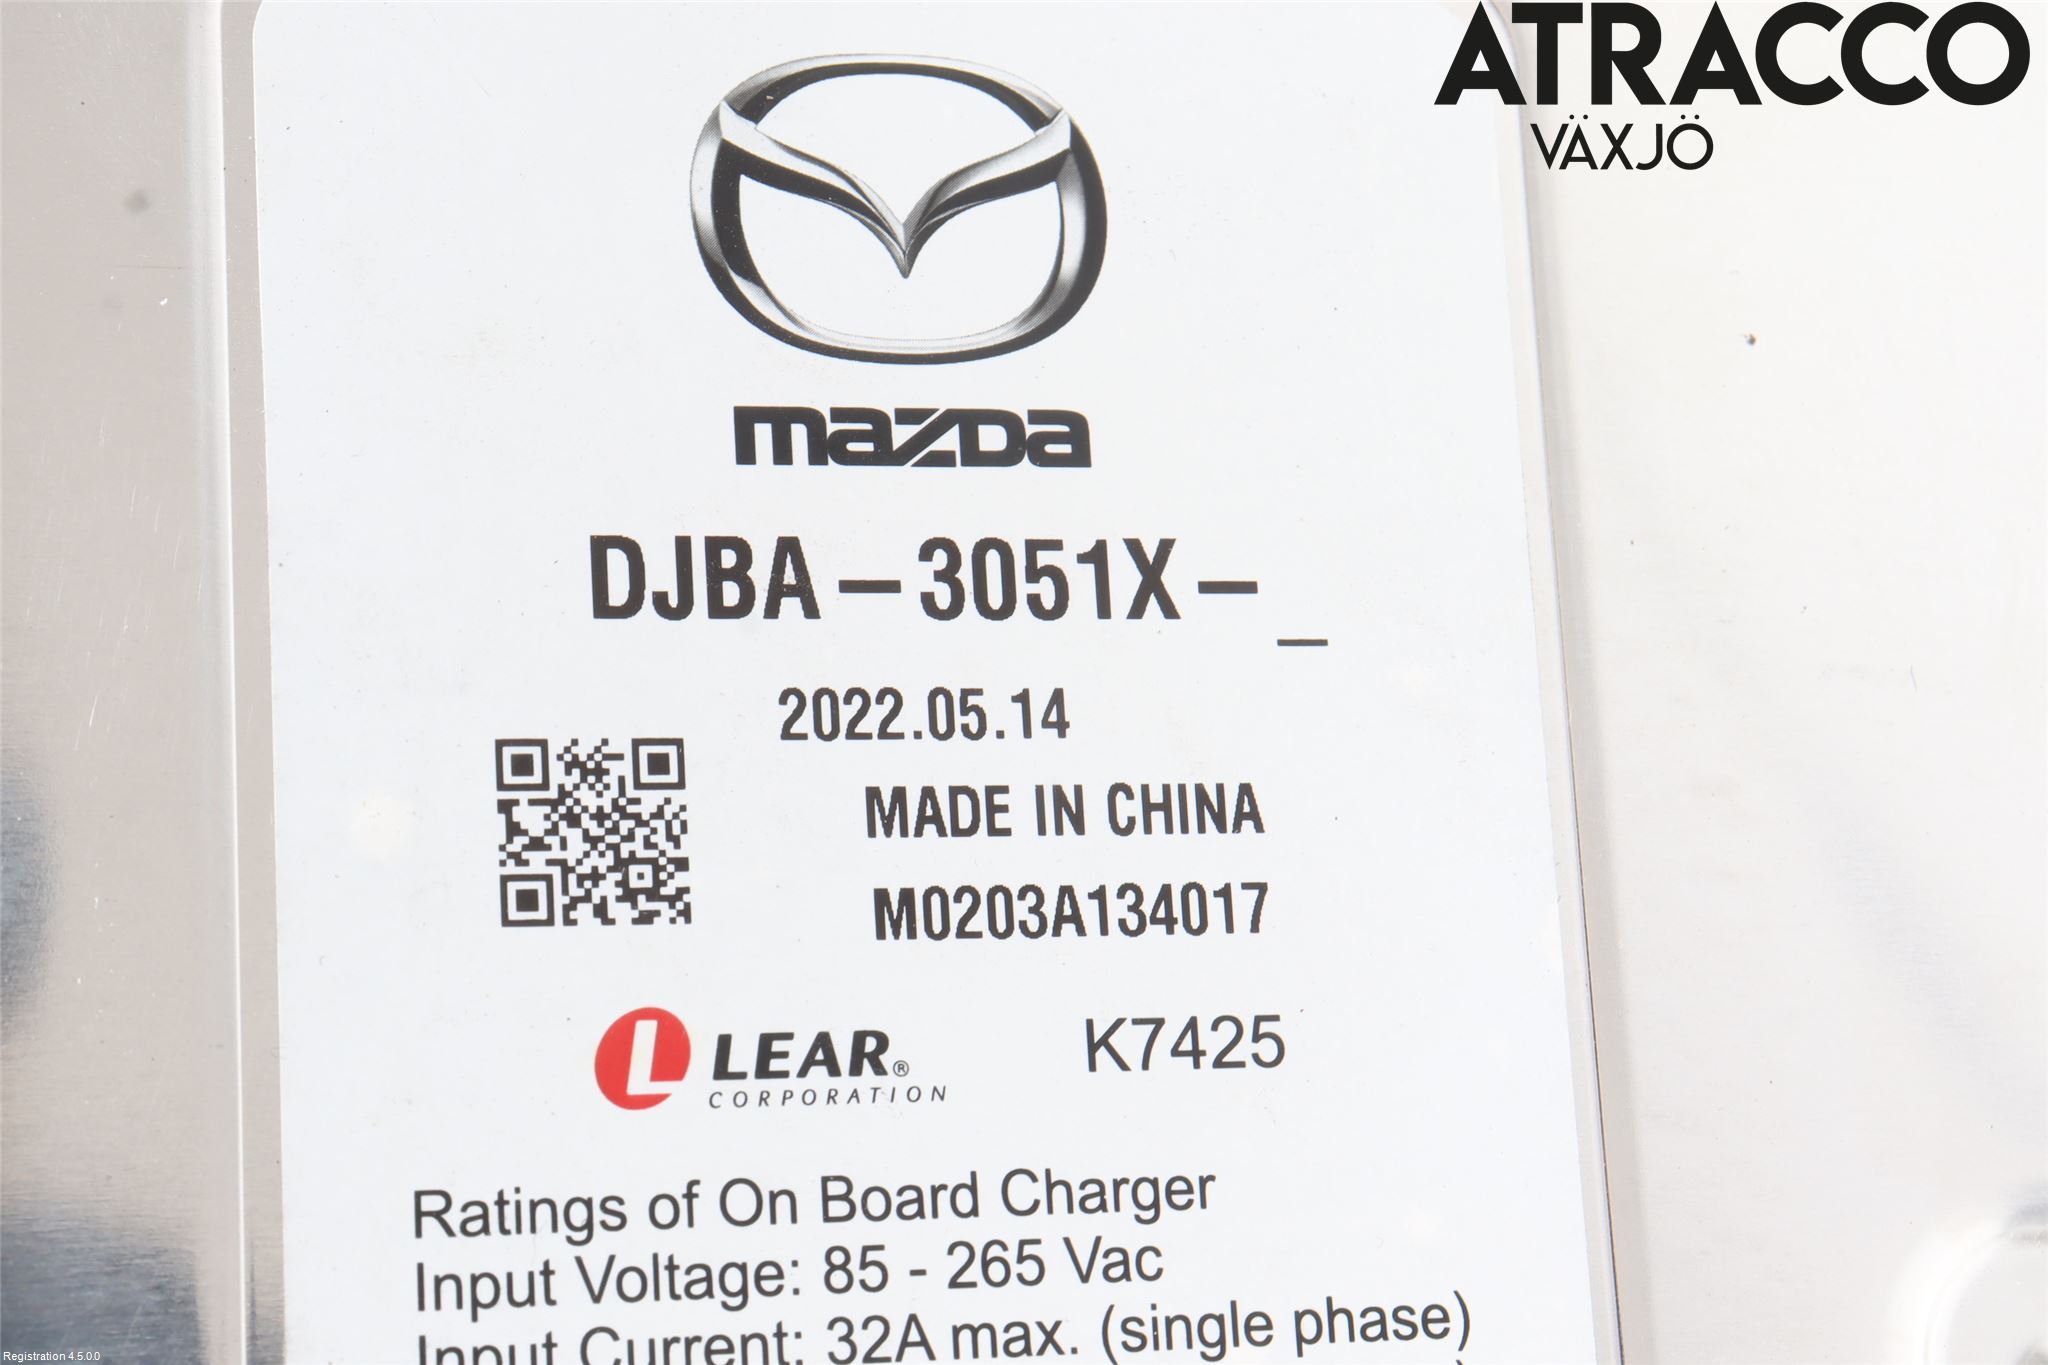 ATRACCO
VÄXJÖ
mazDa
DJBA-3051X-_
2022.05.14
MADE IN CHINA
M0203A134017
L LEAR®
CORPORATION
K7425
Ratings of On Board Charger
Input Voltage: 85 - 265 Vac
Input Current: 32A max. (single phase)
Registration 4.5.0.0